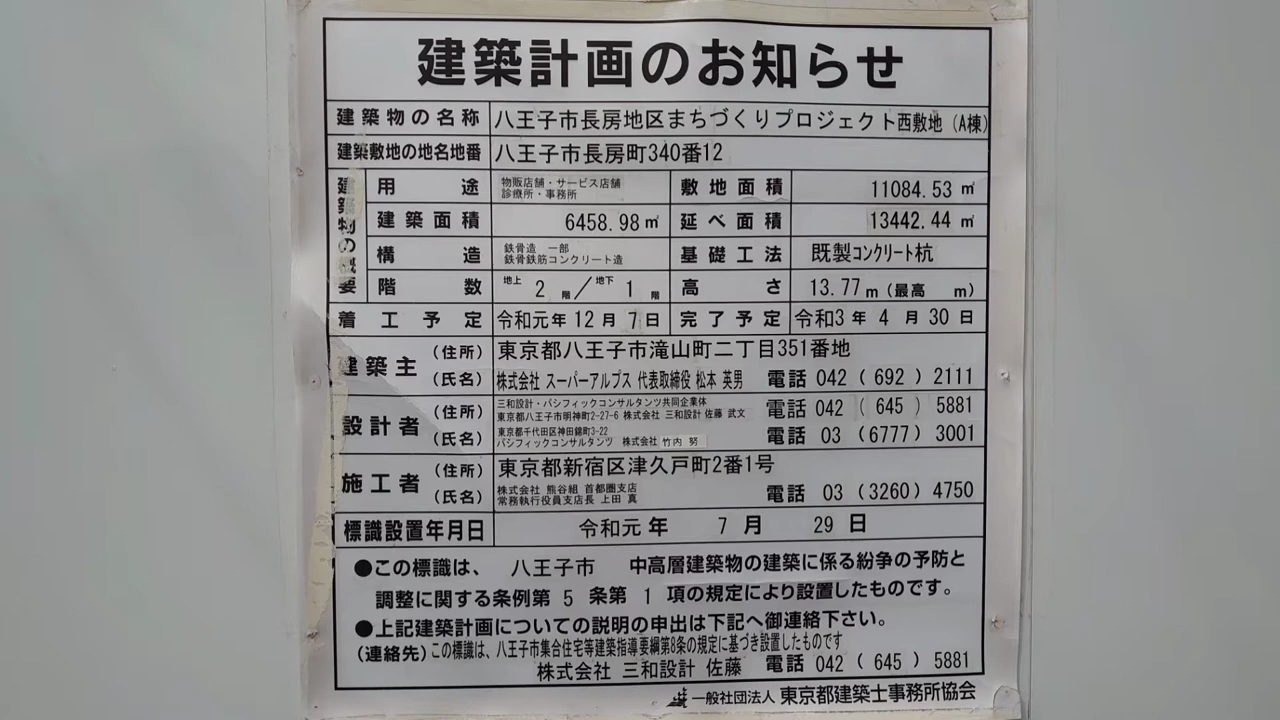 建築計画のお知らせ
建築物の名称 八王子市長房地区まちづくりプロジェクト西敷地（A棟）
建築敷地の地名地番 八王子市長房町340番12
建築物の概要
用途 物販店舗・サービス店舗 診療所・事務所 敷地面積 11084.53 ㎡
建築面積 6458.98 ㎡ 延べ面積 13442.44 ㎡
構造 鉄骨造 一部 鉄骨鉄筋コンクリート造 基礎工法 既製コンクリート杭
階数 地上 2 階／地下 1 階 高さ 13.77 m（最高 m）
着工予定 令和元年 12 月 7 日 完了予定 令和3 年 4 月 30 日
建築主 （住所） 東京都八王子市滝山町二丁目351番地
（氏名） 株式会社 スーパーアルプス 代表取締役 松本 英男 電話 042（692）2111
設計者 （住所） 三和設計・パシフィックコンサルタンツ共同企業体
東京都八王子市明神町2-27-6 株式会社 三和設計 佐藤 武文 電話 042（645）5881
（氏名） 東京都千代田区神田錦町3-22
パシフィックコンサルタンツ 株式会社 竹内 努 電話 03（6777）3001
施工者 （住所） 東京都新宿区津久戸町2番1号
（氏名） 株式会社 熊谷組 首都圏支店
常務執行役員支店長 上田 真 電話 03（3260）4750
標識設置年月日 令和元 年 7 月 29 日
●この標識は、 八王子市 中高層建築物の建築に係る紛争の予防と
調整に関する条例第 5 条第 1 項の規定により設置したものです。
●上記建築計画についての説明の申出は下記へ御連絡下さい。
（連絡先）この標識は、八王子市集合住宅等建築指導要綱第8条の規定に基づき設置したものです
株式会社 三和設計 佐藤 電話 042（645）5881
一般社団法人 東京都建築士事務所協会